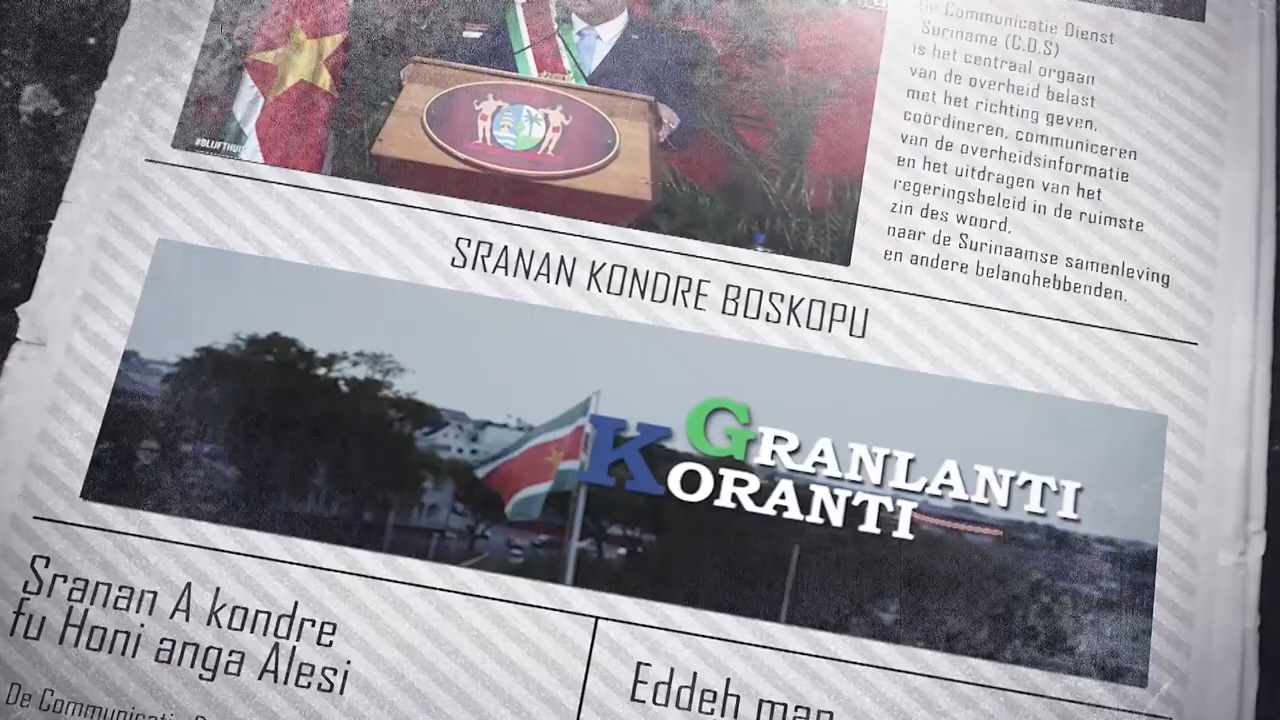 De Communicatie Dienst
Suriname (C.D.S)
is het centraal orgaan
van de overheid belast
met het richting geven,
coördineren, communiceren
van de overheidsinformatie
en het uitdragen van het
regeringsbeleid in de ruimste
zin des woord.
naar de Surinaamse samenleving
en andere belanghebbenden.
#BLIJFTHUIS
SRANAN KONDRE BOSKOPU
GRANLANTI
KORANTI
Sranan A kondre
fu Honi anga Alesi
De Communicatie
Eddeh man